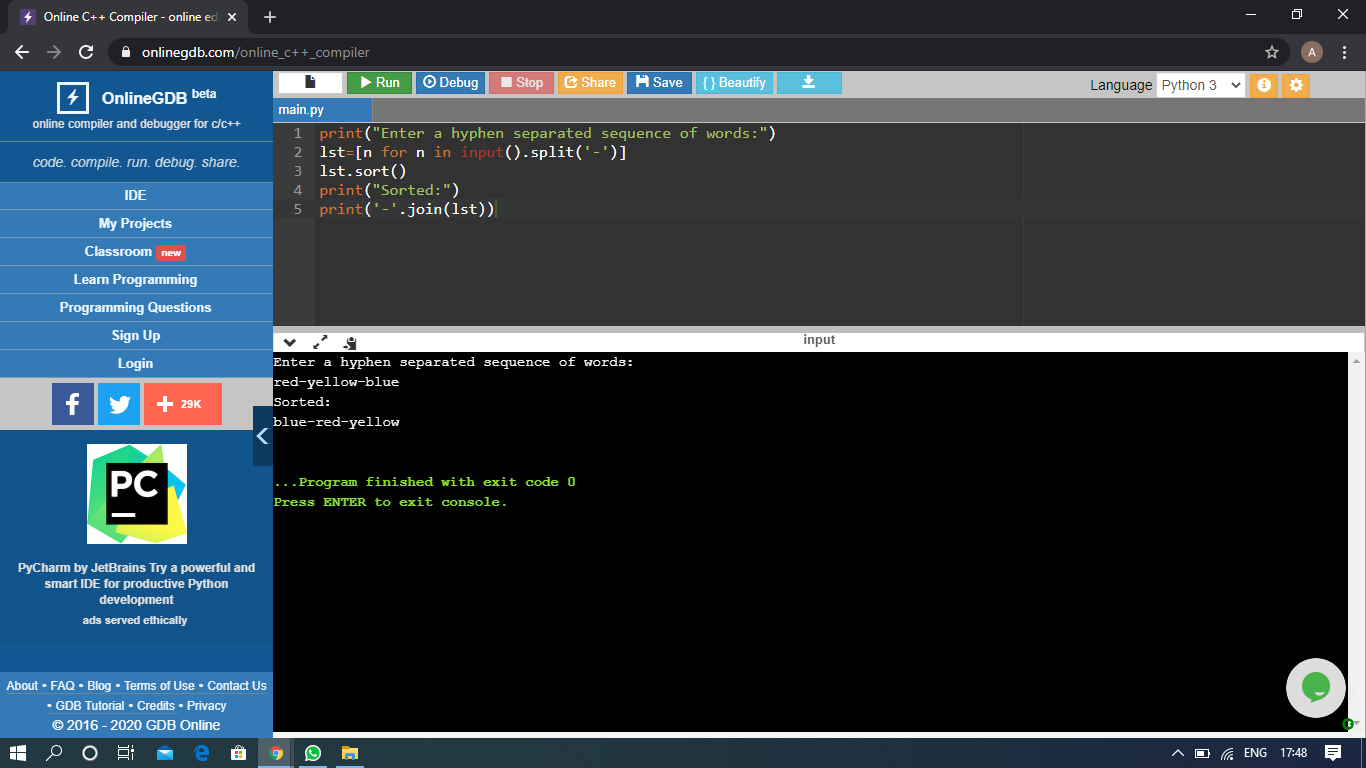 Online C++ Compiler - online ed
onlinegdb.com/online_c++_compiler
A
OnlineGDB beta
online compiler and debugger for c/c++
code. compile. run. debug. share.
IDE
My Projects
Classroom new
Learn Programming
Programming Questions
Sign Up
Login
29K
PC
PyCharm by JetBrains Try a powerful and
smart IDE for productive Python
development
ads served ethically
About • FAQ • Blog • Terms of Use • Contact Us
• GDB Tutorial • Credits • Privacy
© 2016 - 2020 GDB Online
Run Debug Stop Share Save { } Beautify
Language Python 3
main.py
1 print("Enter a hyphen separated sequence of words:")
2 lst=[n for n in input().split('-')]
3 lst.sort()
4 print("Sorted:")
5 print('-'.join(lst))
input
Enter a hyphen separated sequence of words:
red-yellow-blue
Sorted:
blue-red-yellow
...Program finished with exit code 0
Press ENTER to exit console.
ENG 17:48